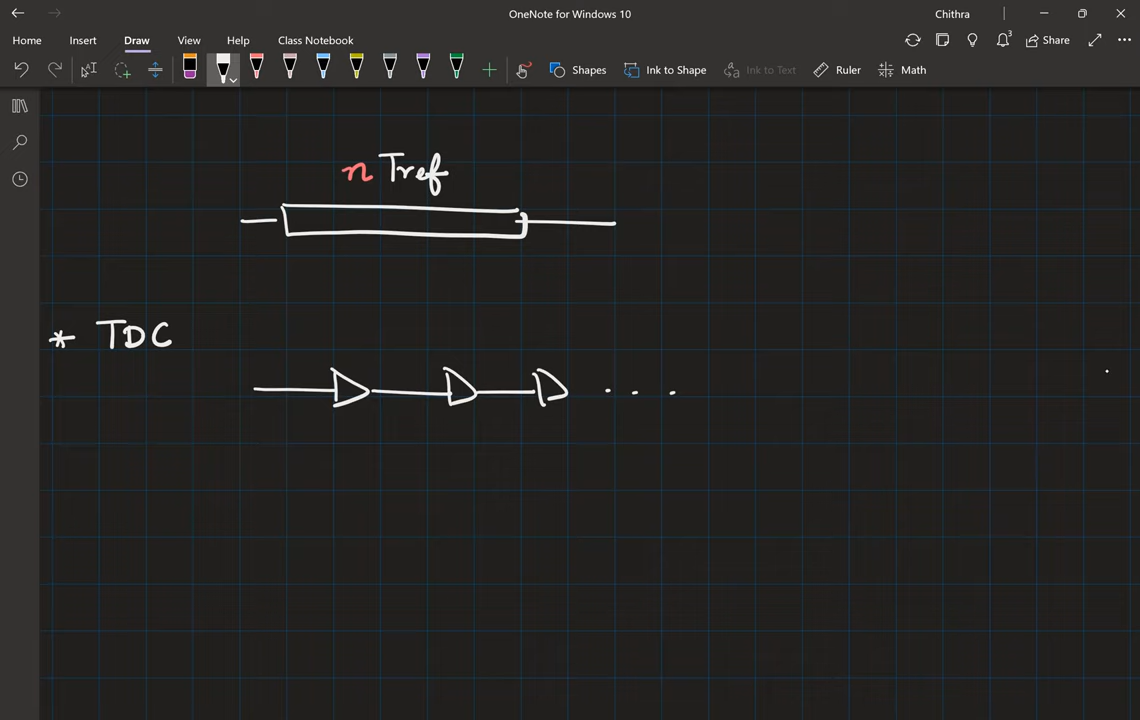 OneNote for Windows 10
Chithra
Home Insert Draw View Help Class Notebook
3 Share
Shapes Ink to Shape Ink to Text Ruler Math
n Tref
* TDC